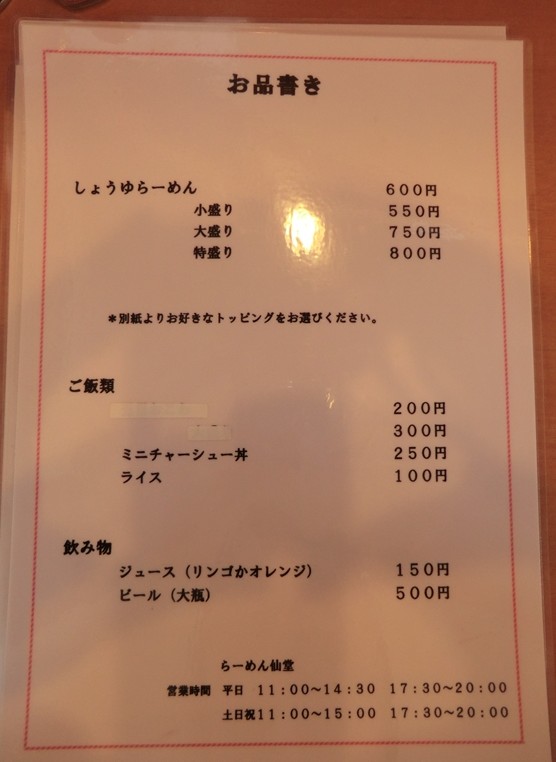 お品書き
しょうゆらーめん 600円
小盛り 550円
大盛り 750円
特盛り 800円
＊別紙よりお好きなトッピングをお選びください。
ご飯類
200円
300円
ミニチャーシュー丼 250円
ライス 100円
飲み物
ジュース（リンゴかオレンジ） 150円
ビール（大瓶） 500円
らーめん仙堂
営業時間 平日 11：00〜14：30 17：30〜20：00
土日祝11：00〜15：00 17：30〜20：00